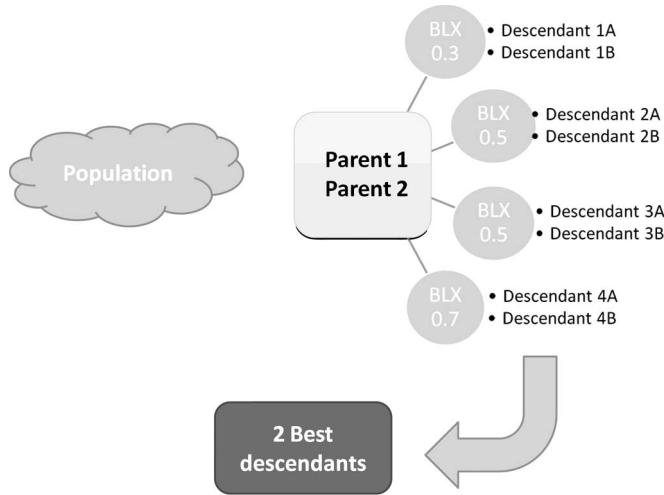 BLX
0.3
• Descendant 1A
• Descendant 1B
BLX
0.5
• Descendant 2A
• Descendant 2B
Population
Parent 1
Parent 2
BLX
0.5
• Descendant 3A
• Descendant 3B
BLX
0.7
• Descendant 4A
• Descendant 4B
2 Best
descendants